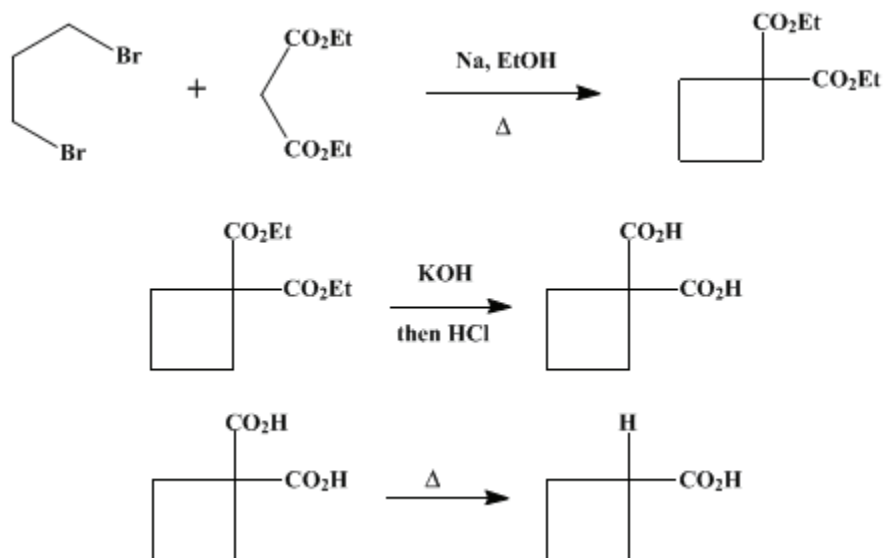 Br
Br
+
CO₂Et
CO₂Et
Na, EtOH
Δ
CO₂Et
CO₂Et
CO₂Et
CO₂Et
KOH
then HCl
CO₂H
CO₂H
CO₂H
CO₂H
Δ
H
CO₂H